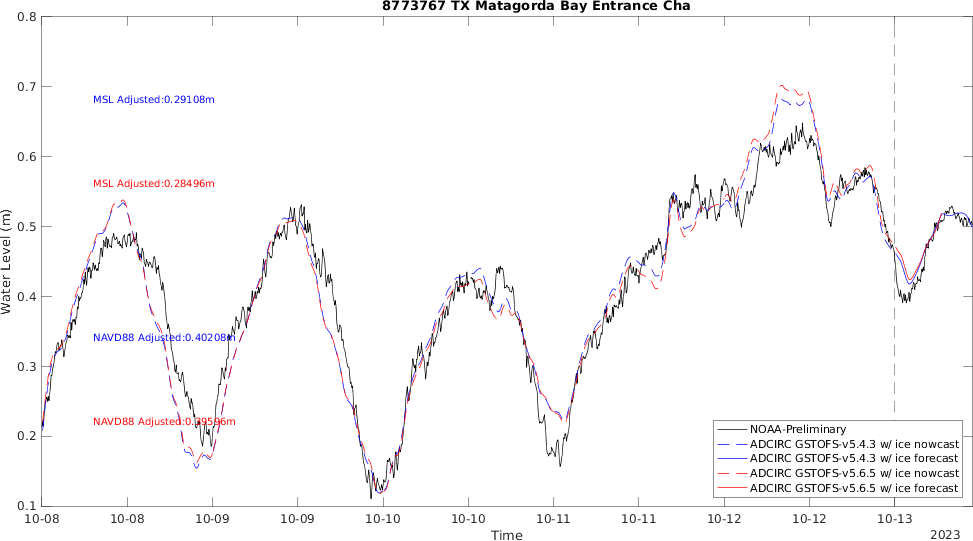 8773767 TX Matagorda Bay Entrance Cha
0.8
0.7
0.6
0.5
0.4
0.3
0.2
0.1
Water Level (m)
MSL Adjusted:0.29108m
MSL Adjusted:0.28496m
NAVD88 Adjusted:0.40208m
NAVD88 Adjusted:0.39596m
NOAA-Preliminary
ADCIRC GSTOFS-v5.4.3 w/ ice nowcast
ADCIRC GSTOFS-v5.4.3 w/ ice forecast
ADCIRC GSTOFS-v5.6.5 w/ ice nowcast
ADCIRC GSTOFS-v5.6.5 w/ ice forecast
10-08 10-08 10-09 10-09 10-10 10-10 10-11 10-11 10-12 10-12 10-13
Time
2023